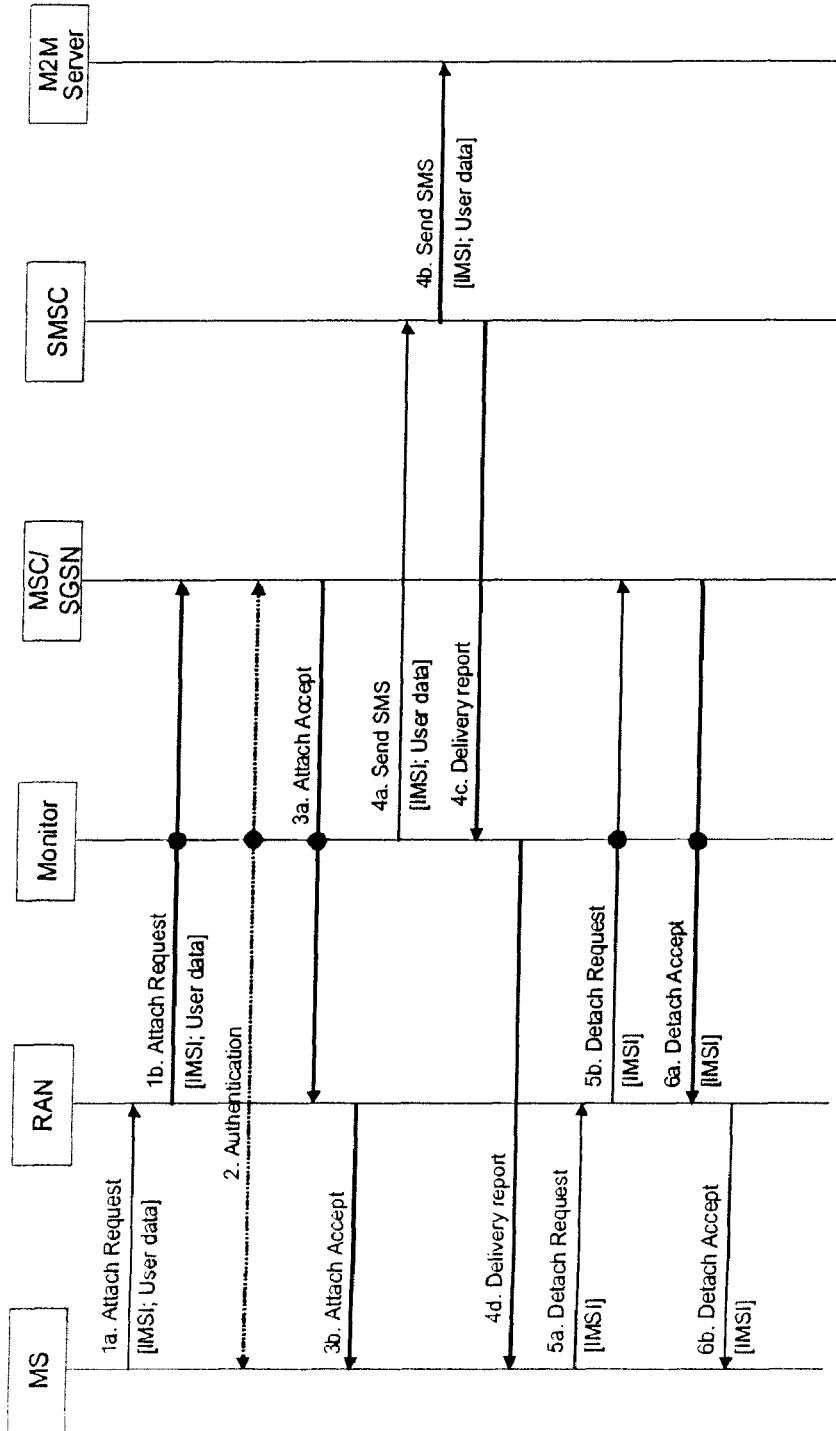 MS
RAN
Monitor
MSC/
SGSN
SMSC
M2M
Server
1a. Attach Request
[IMSI; User data]
1b. Attach Request
[IMSI; User data]
2. Authentication
3a. Attach Accept
3b. Attach Accept
4a. Send SMS
[IMSI; User data]
4b. Send SMS
[IMSI; User data]
4c. Delivery report
4d. Delivery report
5a. Detach Request
[IMSI]
5b. Detach Request
[IMSI]
6a. Detach Accept
[IMSI]
6b. Detach Accept
[IMSI]